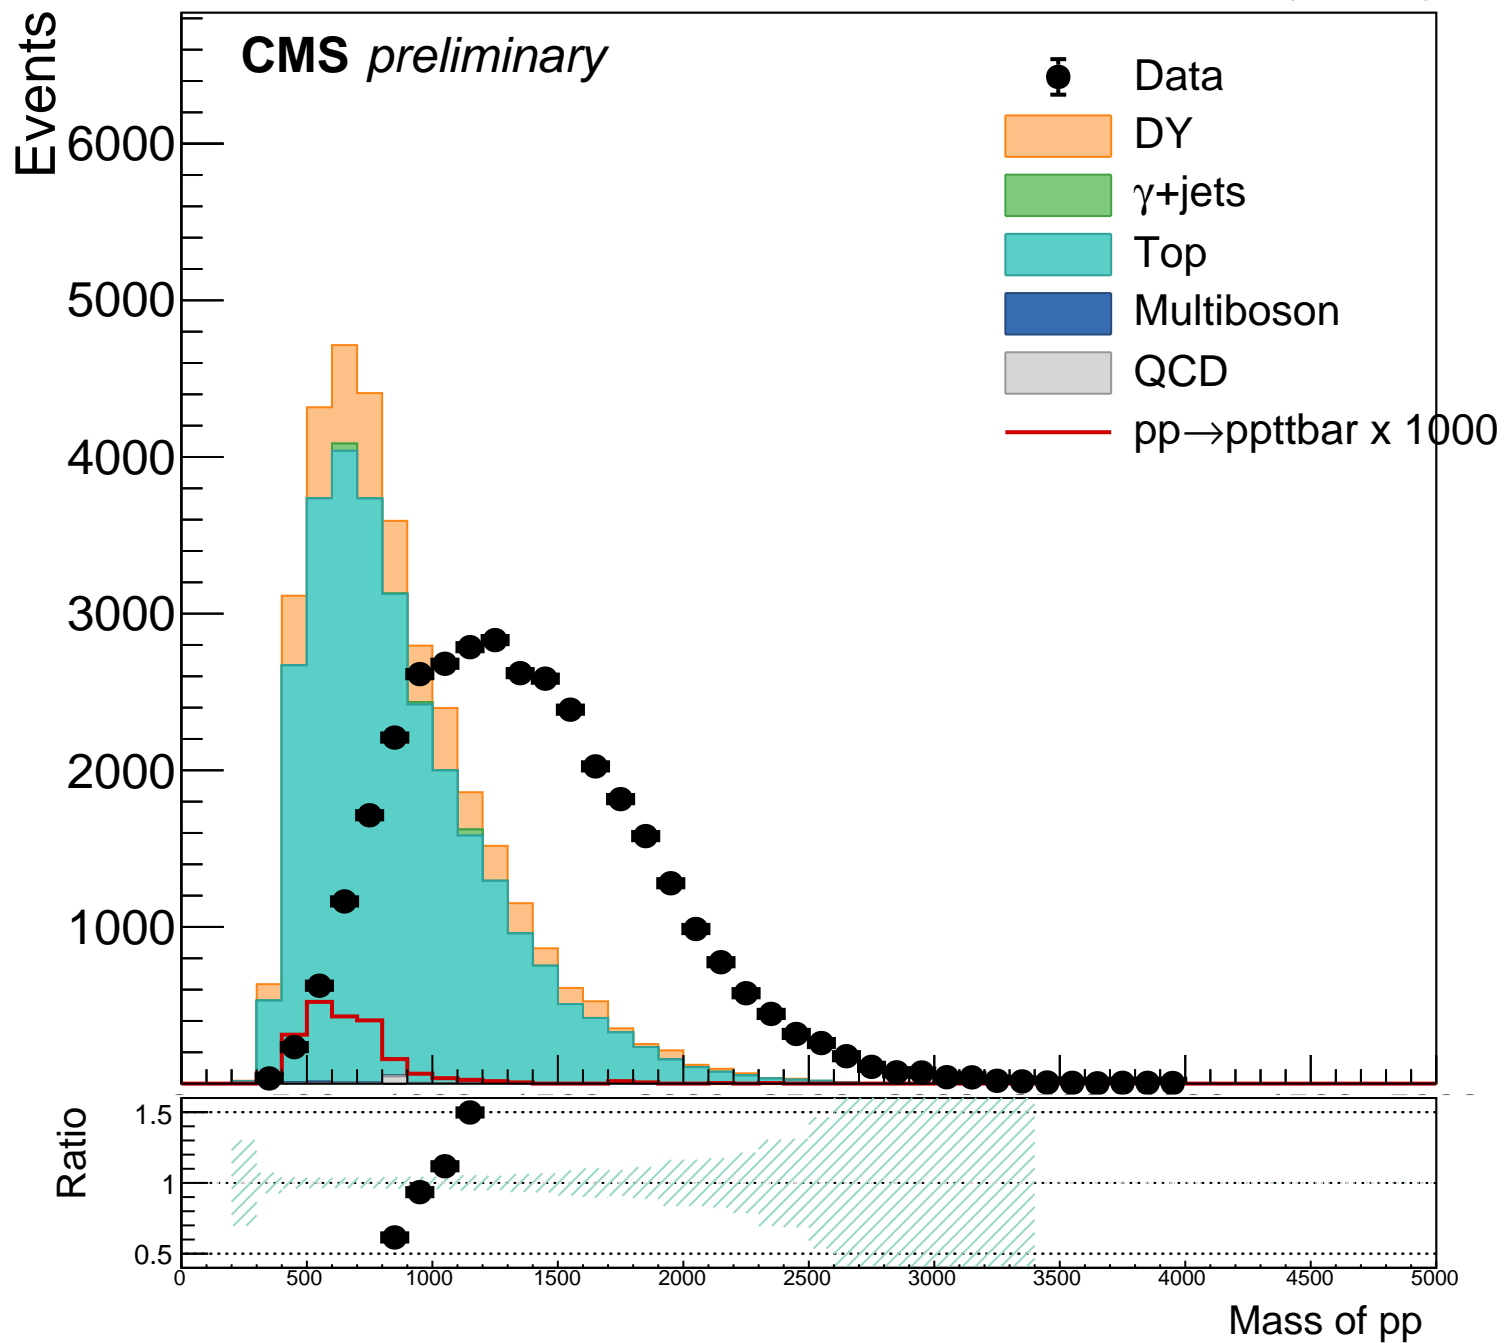 CMS preliminary
Events
Data
DY
γ+jets
Top
Multiboson
QCD
pp→ppttbar x 1000
6000
5000
4000
3000
2000
1000
Ratio
1.5
1
0.5
0 500 1000 1500 2000 2500 3000 3500 4000 4500 5000
Mass of pp